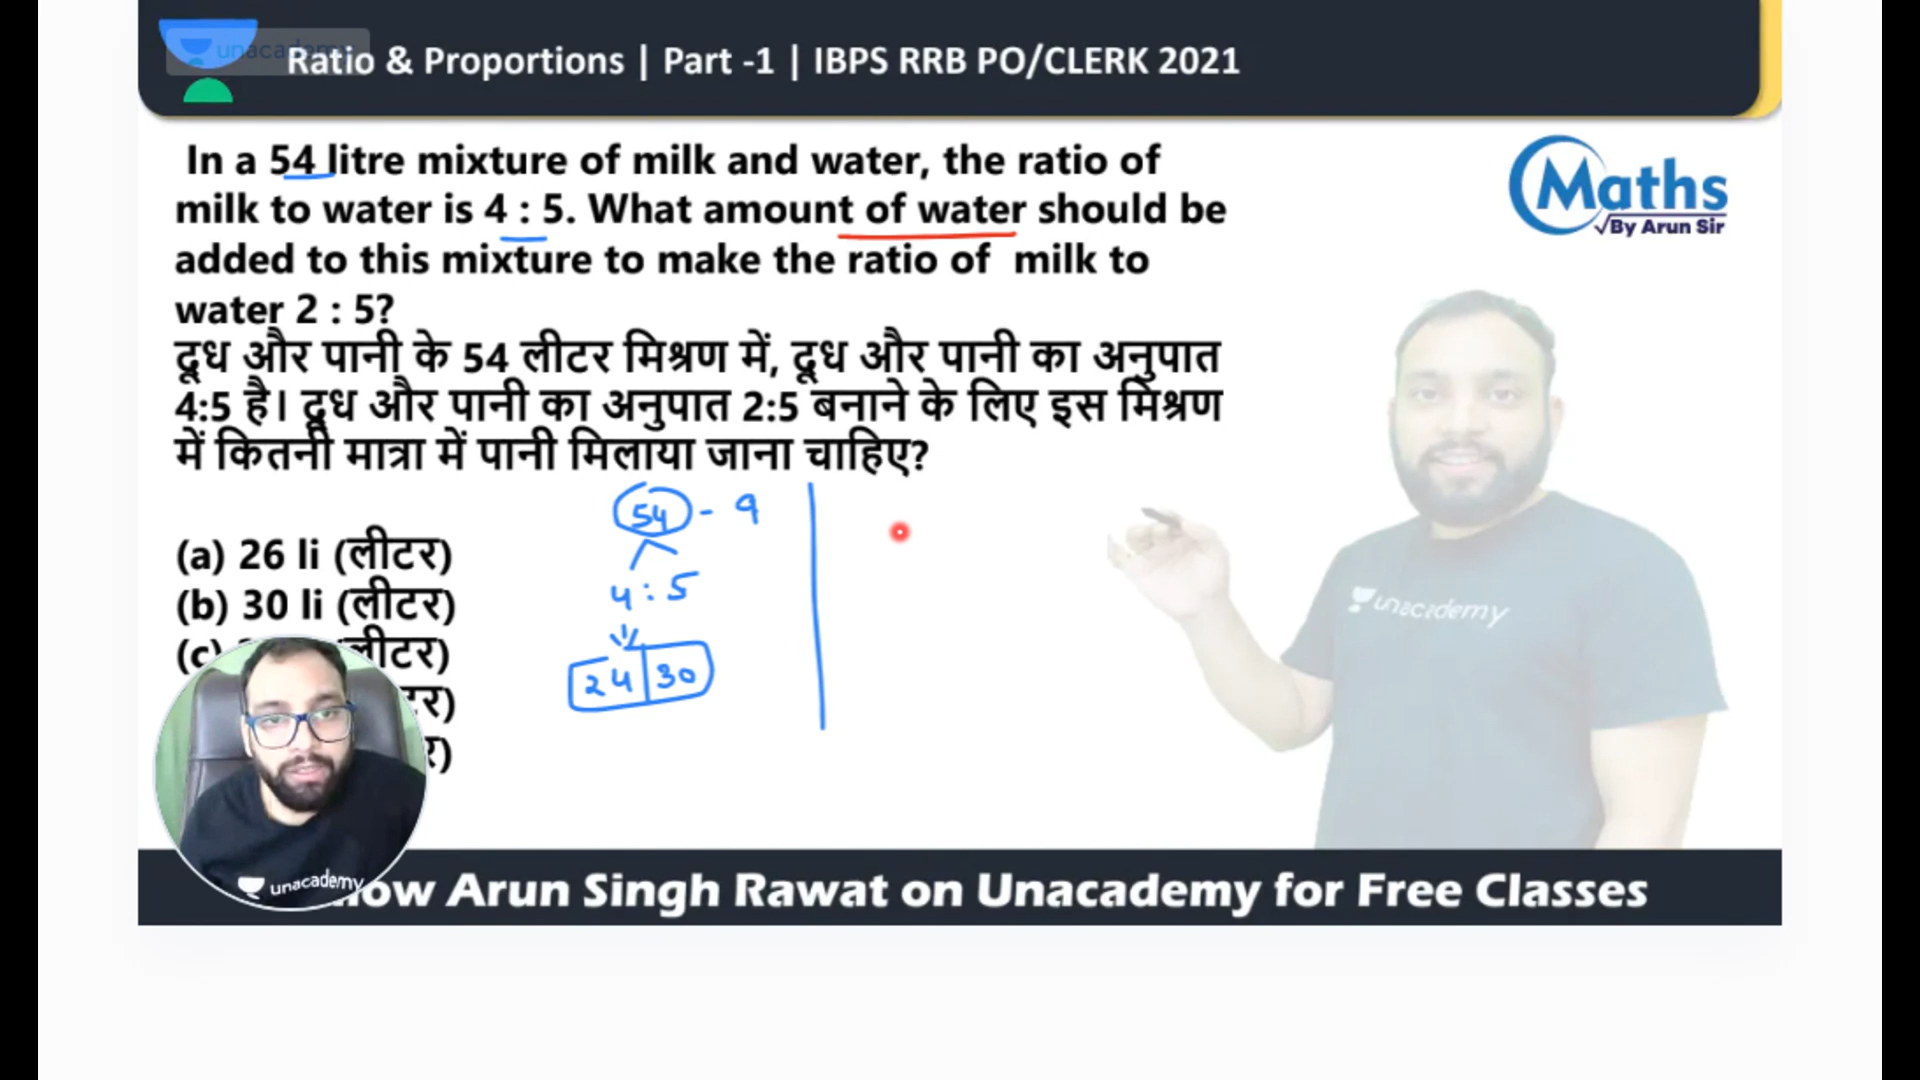 unacademy
Ratio & Proportions | Part -1 | IBPS RRB PO/CLERK 2021
In a 54 litre mixture of milk and water, the ratio of
milk to water is 4 : 5. What amount of water should be
added to this mixture to make the ratio of milk to
water 2 : 5?
दूध और पानी के 54 लीटर मिश्रण में, दूध और पानी का अनुपात
4:5 है। दूध और पानी का अनुपात 2:5 बनाने के लिए इस मिश्रण
में कितनी मात्रा में पानी मिलाया जाना चाहिए?
Maths
√By Arun Sir
(a) 26 li (लीटर)
(b) 30 li (लीटर)
(c)
54 - 9
4 : 5
24 30
unacademy
unacademy
Arun Singh Rawat on Unacademy for Free Classes